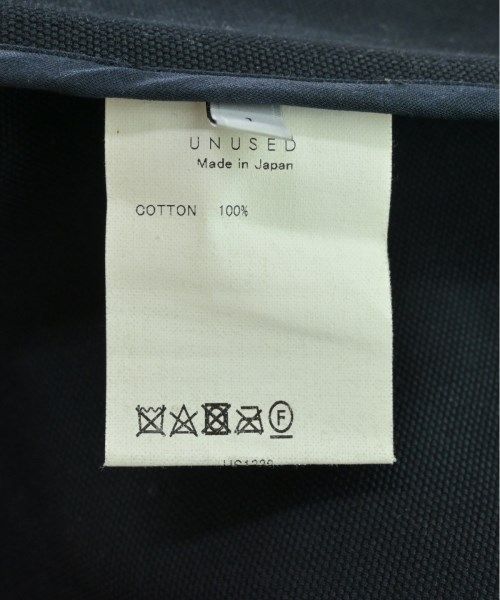 UNUSED
Made in Japan
COTTON 100%
F